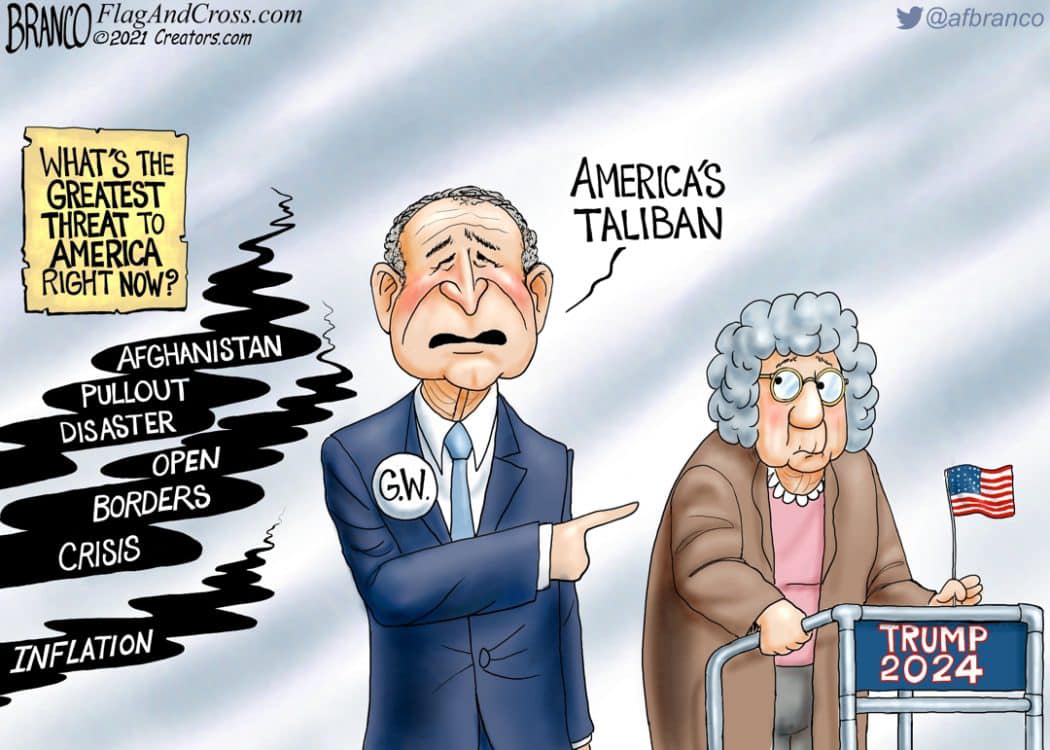 BRANCO FlagAndCross.com
©2021 Creators.com
@afbranco
WHAT'S THE
GREATEST
THREAT TO
AMERICA
RIGHT NOW?
AMERICA'S
TALIBAN
AFGHANISTAN
PULLOUT
DISASTER
OPEN
BORDERS
CRISIS
INFLATION
G.W.
TRUMP
2024